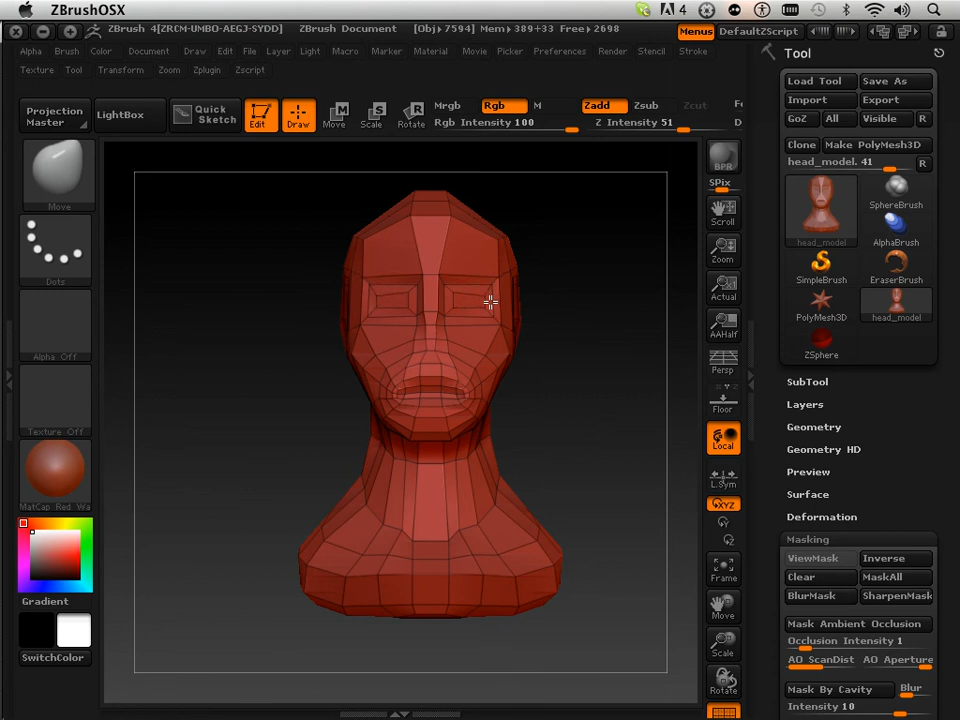 ZBrushOSX
4
ZBrush 4[ZRCM-UMBO-AEGJ-SYDD] ZBrush Document [Obj+7594] Mem+389+33 Free+2698 Menus DefaultZScript
Alpha Brush Color Document Draw Edit File Layer Light Macro Marker Material Movie Picker Preferences Render Stencil Stroke
Texture Tool Transform Zoom Zplugin Zscript
Projection Master
LightBox
Quick Sketch
Edit Draw Move Scale Rotate
Mrgb Rgb M Zadd Zsub Zcut
Rgb Intensity 100 Z Intensity 51
Move
Dots
Alpha Off
Texture Off
MatCap Red Wa
Gradient
SwitchColor
BPR
SPix
Scroll
Zoom
Actual
AAHalf
Persp
Floor
Local
L.Sym
XYZ
Frame
Move
Scale
Rotate
Tool
Load Tool Save As
Import Export
GoZ All Visible R
Clone Make PolyMesh3D
head_model. 41 R
head_model SphereBrush
AlphaBrush
SimpleBrush EraserBrush
PolyMesh3D head_model
ZSphere
SubTool
Layers
Geometry
Geometry HD
Preview
Surface
Deformation
Masking
ViewMask Inverse
Clear MaskAll
BlurMask SharpenMask
Mask Ambient Occlusion
Occlusion Intensity 1
AO ScanDist AO Aperture
Mask By Cavity Blur
Intensity 10